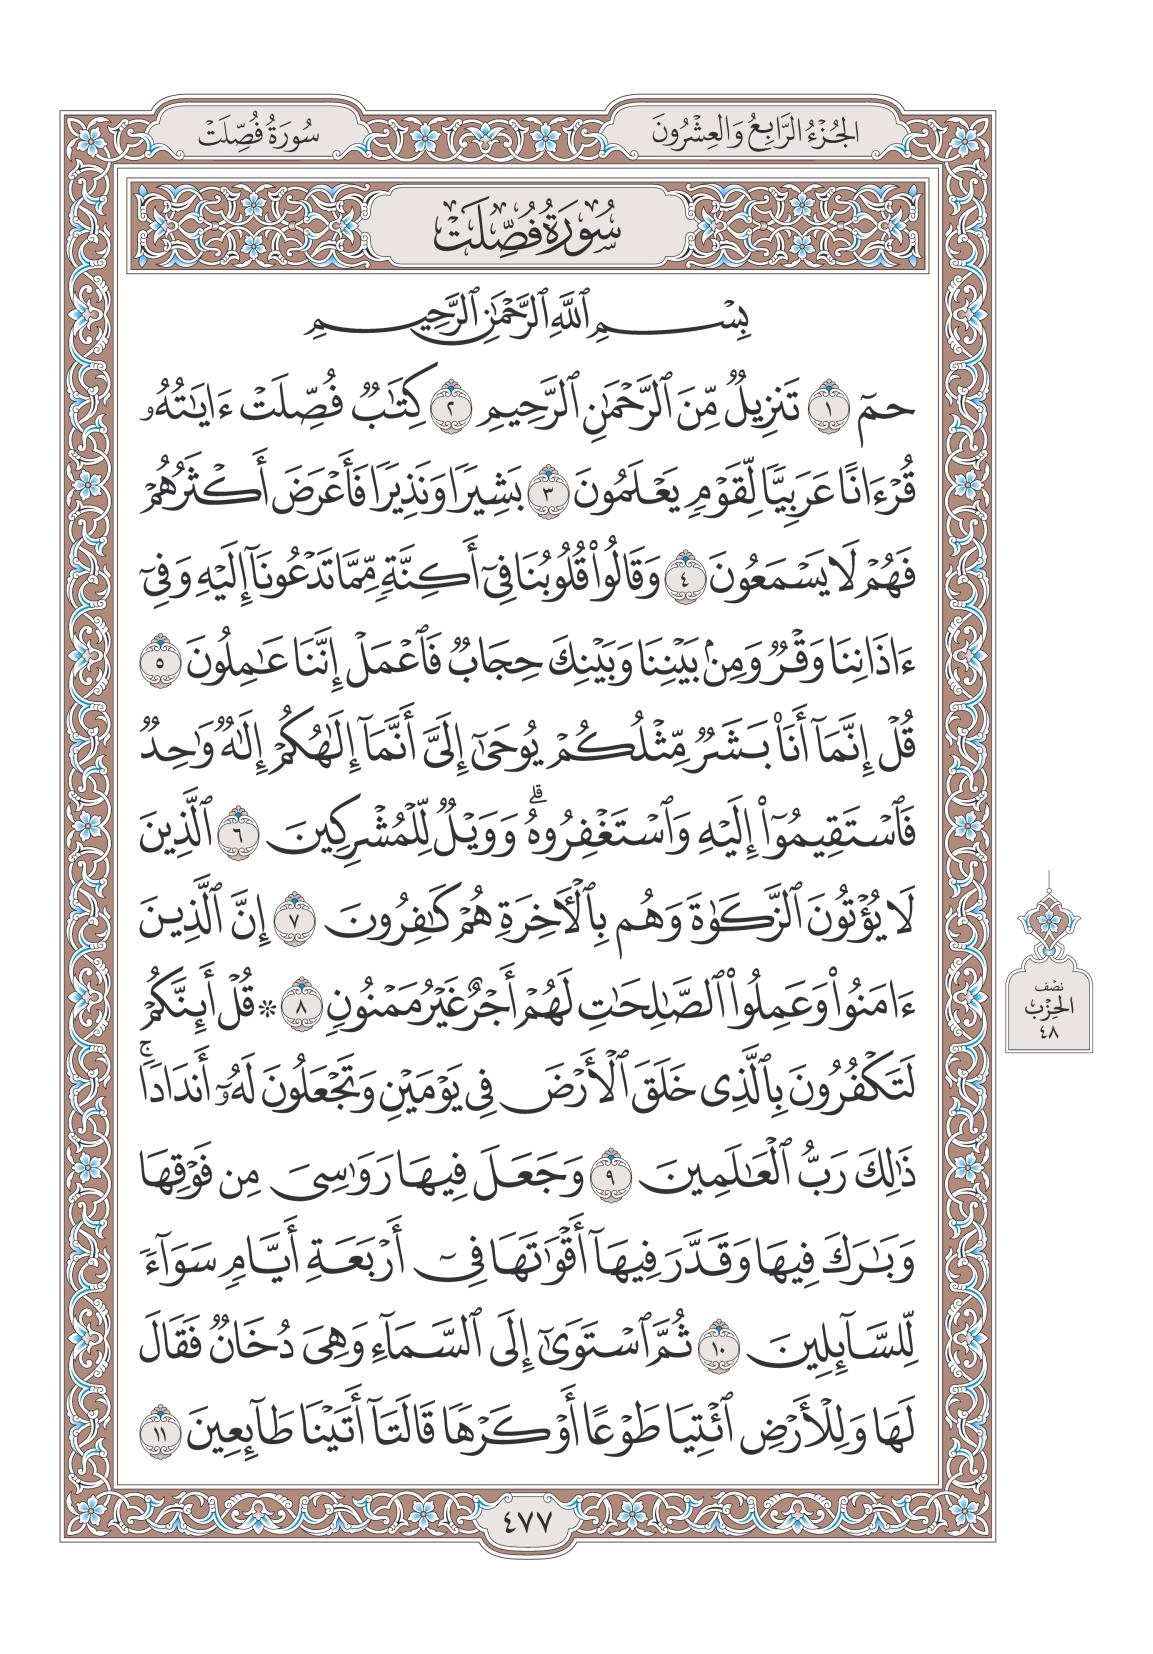 الجُزْءُ الرَّابِعُ وَالعِشْرُونَ
سُورَةُ فُصِّلَتْ
سُورَةُ فُصِّلَتْ
بِسْمِ ٱللَّهِ ٱلرَّحْمَٰنِ ٱلرَّحِيمِ
حمٓ ١ تَنزِيلٌ مِّنَ ٱلرَّحْمَٰنِ ٱلرَّحِيمِ ٢ كِتَٰبٌ فُصِّلَتْ ءَايَٰتُهُۥ
قُرْءَانًا عَرَبِيًّا لِّقَوْمٍ يَعْلَمُونَ ٣ بَشِيرًا وَنَذِيرًا فَأَعْرَضَ أَكْثَرُهُمْ
فَهُمْ لَا يَسْمَعُونَ ٤ وَقَالُوا۟ قُلُوبُنَا فِىٓ أَكِنَّةٍ مِّمَّا تَدْعُونَآ إِلَيْهِ وَفِىٓ
ءَاذَانِنَا وَقْرٌ وَمِنۢ بَيْنِنَا وَبَيْنِكَ حِجَابٌ فَٱعْمَلْ إِنَّنَا عَٰمِلُونَ ٥
قُلْ إِنَّمَآ أَنَا۠ بَشَرٌ مِّثْلُكُمْ يُوحَىٰٓ إِلَىَّ أَنَّمَآ إِلَٰهُكُمْ إِلَٰهٌ وَٰحِدٌ
فَٱسْتَقِيمُوٓا۟ إِلَيْهِ وَٱسْتَغْفِرُوهُ ۗ وَوَيْلٌ لِّلْمُشْرِكِينَ ٦ ٱلَّذِينَ
لَا يُؤْتُونَ ٱلزَّكَوٰةَ وَهُم بِٱلْأَخِرَةِ هُمْ كَٰفِرُونَ ٧ إِنَّ ٱلَّذِينَ
ءَامَنُوا۟ وَعَمِلُوا۟ ٱلصَّٰلِحَٰتِ لَهُمْ أَجْرٌ غَيْرُ مَمْنُونٍ ٨ ۞ قُلْ أَئِنَّكُمْ
لَتَكْفُرُونَ بِٱلَّذِى خَلَقَ ٱلْأَرْضَ فِى يَوْمَيْنِ وَتَجْعَلُونَ لَهُۥٓ أَندَادًا ۚ
ذَٰلِكَ رَبُّ ٱلْعَٰلَمِينَ ٩ وَجَعَلَ فِيهَا رَوَٰسِىَ مِن فَوْقِهَا
وَبَٰرَكَ فِيهَا وَقَدَّرَ فِيهَآ أَقْوَٰتَهَا فِىٓ أَرْبَعَةِ أَيَّامٍ سَوَآءً
لِّلسَّآئِلِينَ ١٠ ثُمَّ ٱسْتَوَىٰٓ إِلَى ٱلسَّمَآءِ وَهِىَ دُخَانٌ فَقَالَ
لَهَا وَلِلْأَرْضِ ٱئْتِيَا طَوْعًا أَوْ كَرْهًا قَالَتَآ أَتَيْنَا طَآئِعِينَ ١١
نصْف
الحِزْب
٤٨
٤٧٧